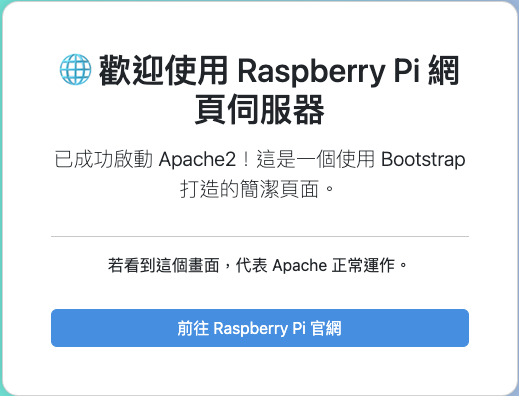 🌐 歡迎使用 Raspberry Pi 網
頁伺服器
已成功啟動 Apache2！這是一個使用 Bootstrap
打造的簡潔頁面。
若看到這個畫面，代表 Apache 正常運作。
前往 Raspberry Pi 官網